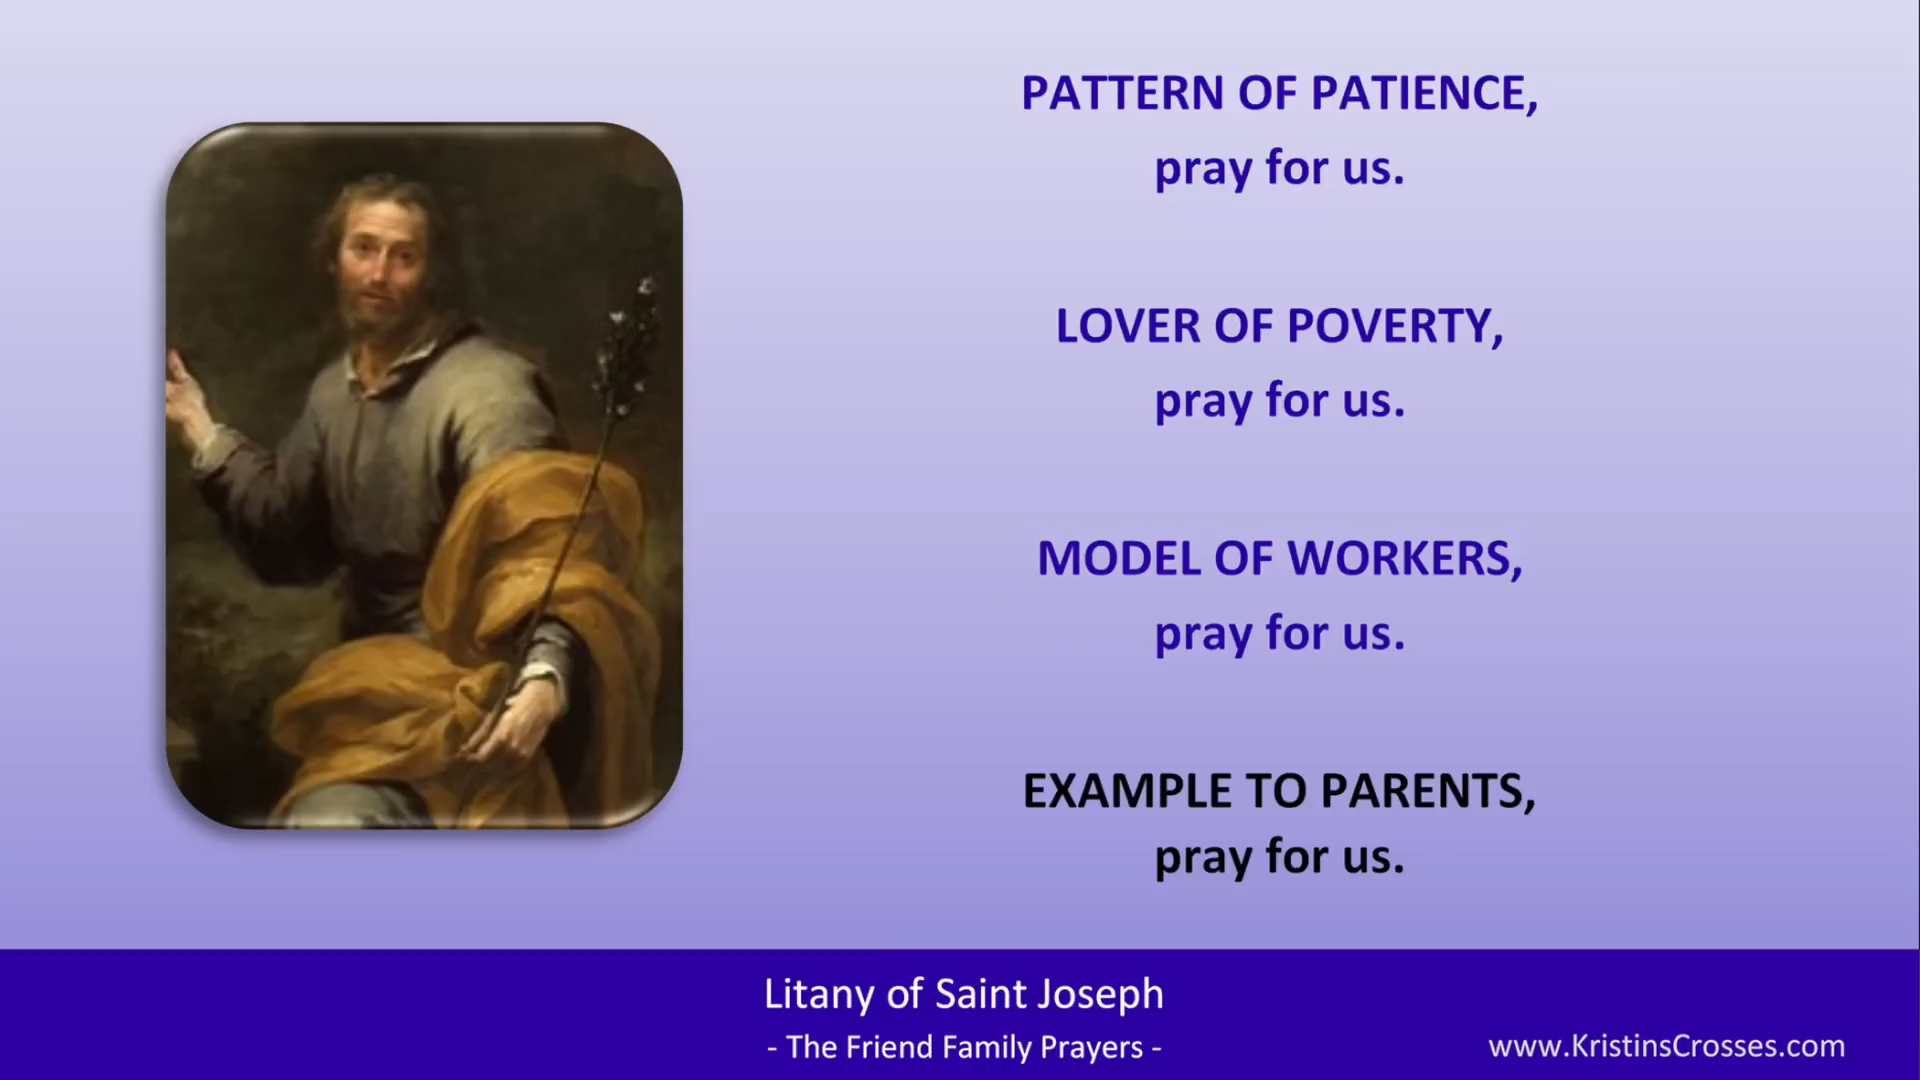 PATTERN OF PATIENCE,
pray for us.
LOVER OF POVERTY,
pray for us.
MODEL OF WORKERS,
pray for us.
EXAMPLE TO PARENTS,
pray for us.
Litany of Saint Joseph
- The Friend Family Prayers -
www.KristinsCrosses.com